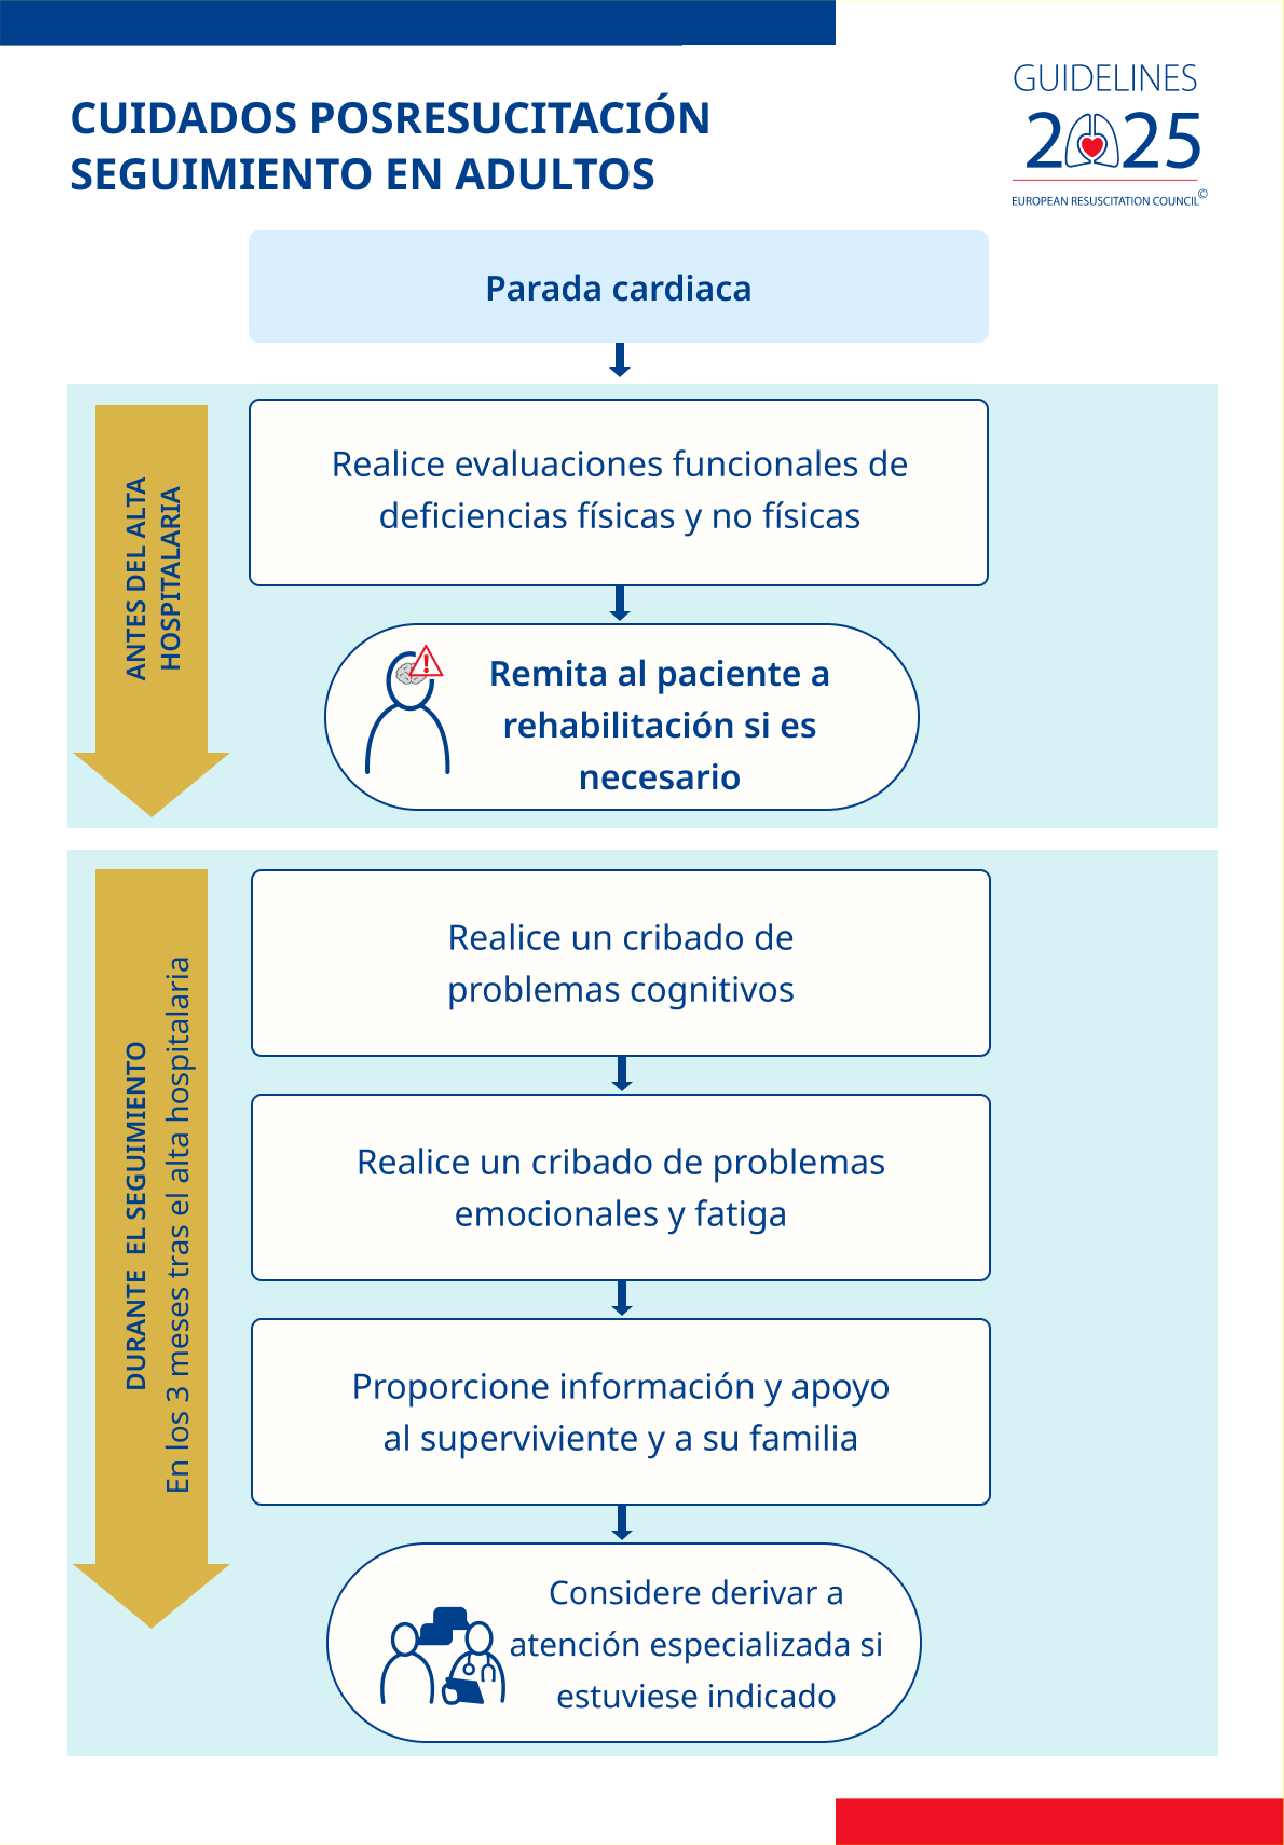 CUIDADOS POSRESUCITACIÓN
SEGUIMIENTO EN ADULTOS
GUIDELINES
2025
EUROPEAN RESUSCITATION COUNCIL©
Parada cardiaca
ANTES DEL ALTA
HOSPITALARIA
Realice evaluaciones funcionales de
deficiencias físicas y no físicas
Remita al paciente a
rehabilitación si es
necesario
DURANTE EL SEGUIMIENTO
En los 3 meses tras el alta hospitalaria
Realice un cribado de
problemas cognitivos
Realice un cribado de problemas
emocionales y fatiga
Proporcione información y apoyo
al superviviente y a su familia
Considere derivar a
atención especializada si
estuviese indicado